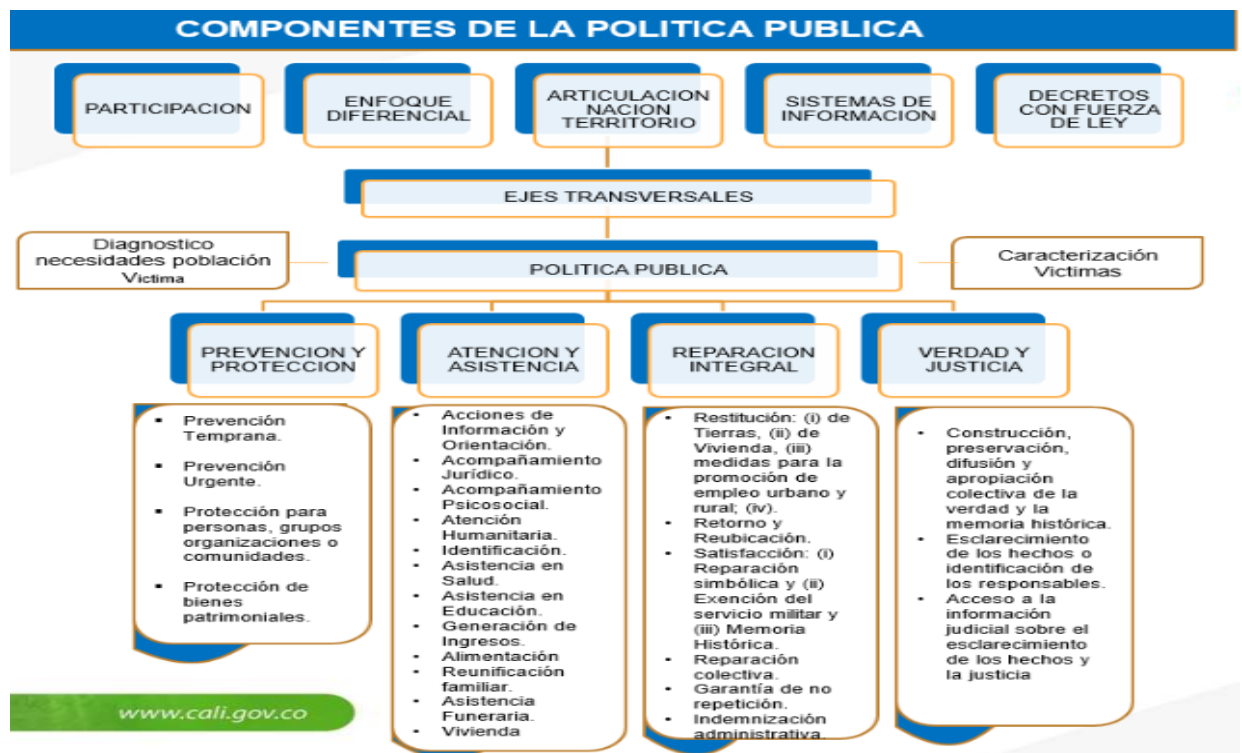 COMPONENTES DE LA POLITICA PUBLICA
PARTICIPACION
ENFOQUE
DIFERENCIAL
ARTICULACION
NACION
TERRITORIO
SISTEMAS DE
INFORMACION
DECRETOS
CON FUERZA
DE LEY
EJES TRANSVERSALES
Diagnostico
necesidades población
Victima
POLITICA PUBLICA
Caracterización
Victimas
PREVENCION Y
PROTECCION
▪ Prevención
Temprana.
▪ Prevención
Urgente.
▪ Protección para
personas, grupos
organizaciones o
comunidades.
▪ Protección de
bienes
patrimoniales.
ATENCION Y
ASISTENCIA
• Acciones de
Información y
Orientación.
• Acompañamiento
Jurídico.
• Acompañamiento
Psicosocial.
• Atención
Humanitaria.
• Identificación.
• Asistencia en
Salud.
• Asistencia en
Educación.
• Generación de
Ingresos.
• Alimentación
• Reunificación
familiar.
• Asistencia
Funeraria.
• Vivienda
REPARACION
INTEGRAL
• Restitución: (i) de
Tierras, (ii) de
Vivienda, (iii)
medidas para la
promoción de
empleo urbano y
rural; (iv).
• Retorno y
Reubicación.
• Satisfacción: (i)
Reparación
simbólica y (ii)
Exención del
servicio militar y
(iii) Memoria
Histórica.
• Reparación
colectiva.
• Garantía de no
repetición.
• Indemnización
administrativa.
VERDAD Y
JUSTICIA
• Construcción,
preservación,
difusión y
apropiación
colectiva de la
verdad y la
memoria histórica.
• Esclarecimiento
de los hechos o
identificación de
los responsables.
• Acceso a la
información
judicial sobre el
esclarecimiento
de los hechos y
la justicia
www.cali.gov.co